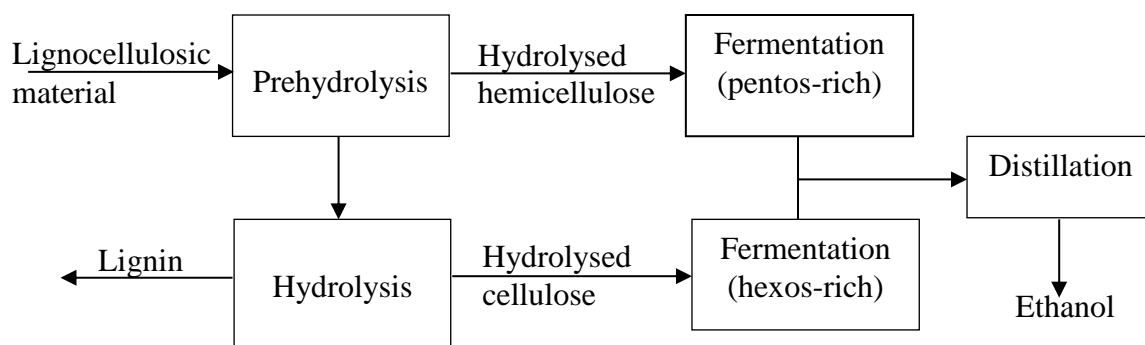 Lignocellulosic
material
Prehydrolysis
Hydrolysed
hemicellulose
Fermentation
(pentos-rich)
Distillation
Lignin
Hydrolysis
Hydrolysed
cellulose
Fermentation
(hexos-rich)
Ethanol